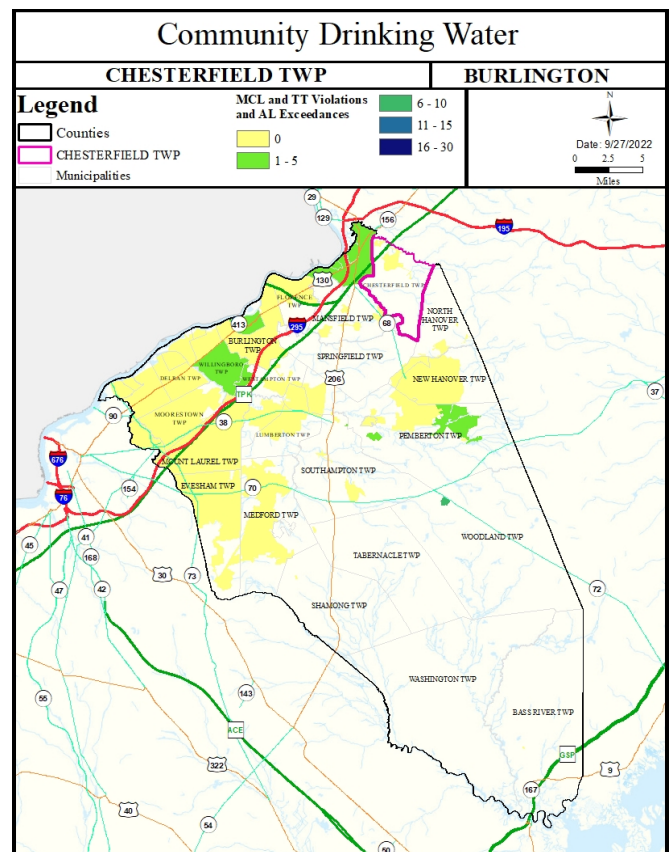 Community Drinking Water
CHESTERFIELD TWP
BURLINGTON
Legend
Counties
CHESTERFIELD TWP
Municipalities
MCL and TT Violations
and AL Exceedances
0
1 - 5
6 - 10
11 - 15
16 - 30
N
Date: 9/27/2022
0 2.5 5
Miles
29
129
156
195
130
CHESTERFIELD TWP
FLORENCE
TWP
413
295
MANSFIELD TWP
68
NORTH
HANOVER
TWP
BURLINGTON
TWP
SPRINGFIELD TWP
WILLINGBORO
TWP
DELRAN TWP
WESTAMPTON TWP
206
NEW HANOVER TWP
TPK
37
90
MOORESTOWN
TWP
38
LUMBERTON TWP
PEMBERTON TWP
676
MOUNT LAUREL TWP
SOUTHAMPTON TWP
76
154
EVESHAM TWP
70
MEDFORD TWP
45
41
168
WOODLAND TWP
TABERNACLE TWP
30
73
47
42
72
SHAMONG TWP
WASHINGTON TWP
55
143
BASS RIVER TWP
ACE
GSP
322
9
167
40
54
50